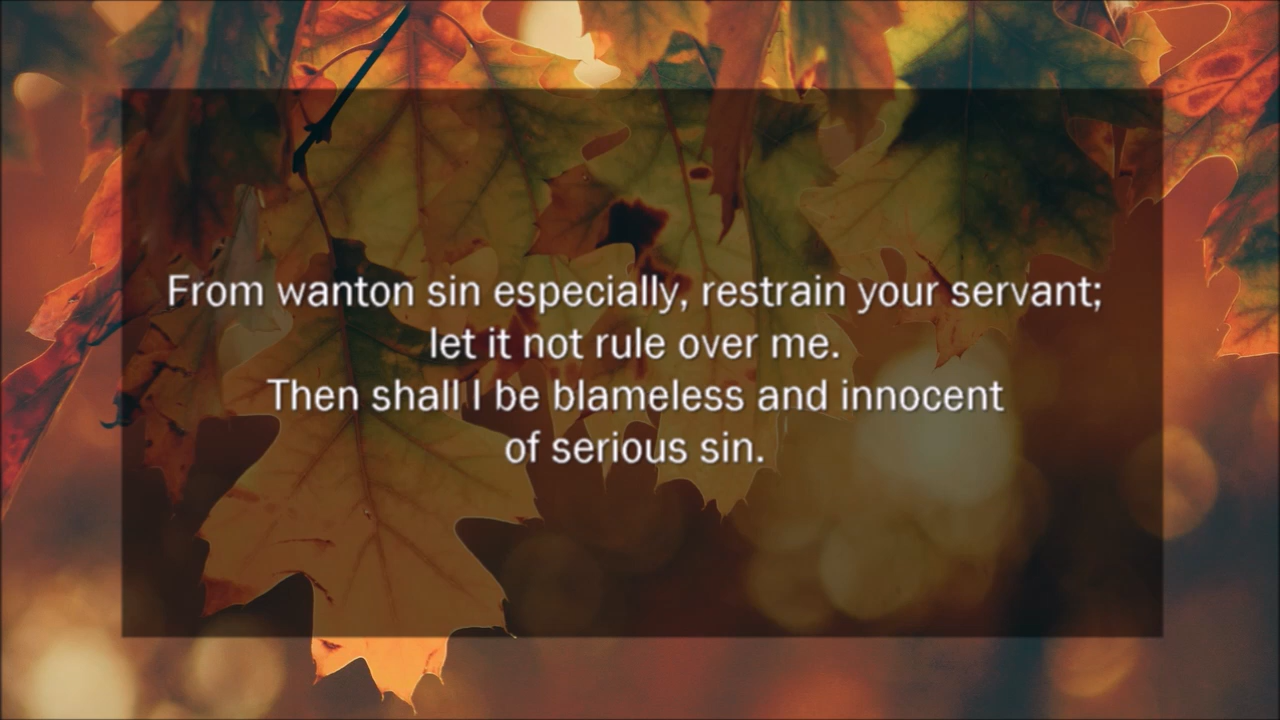 From wanton sin especially, restrain your servant;
let it not rule over me.
Then shall I be blameless and innocent
of serious sin.